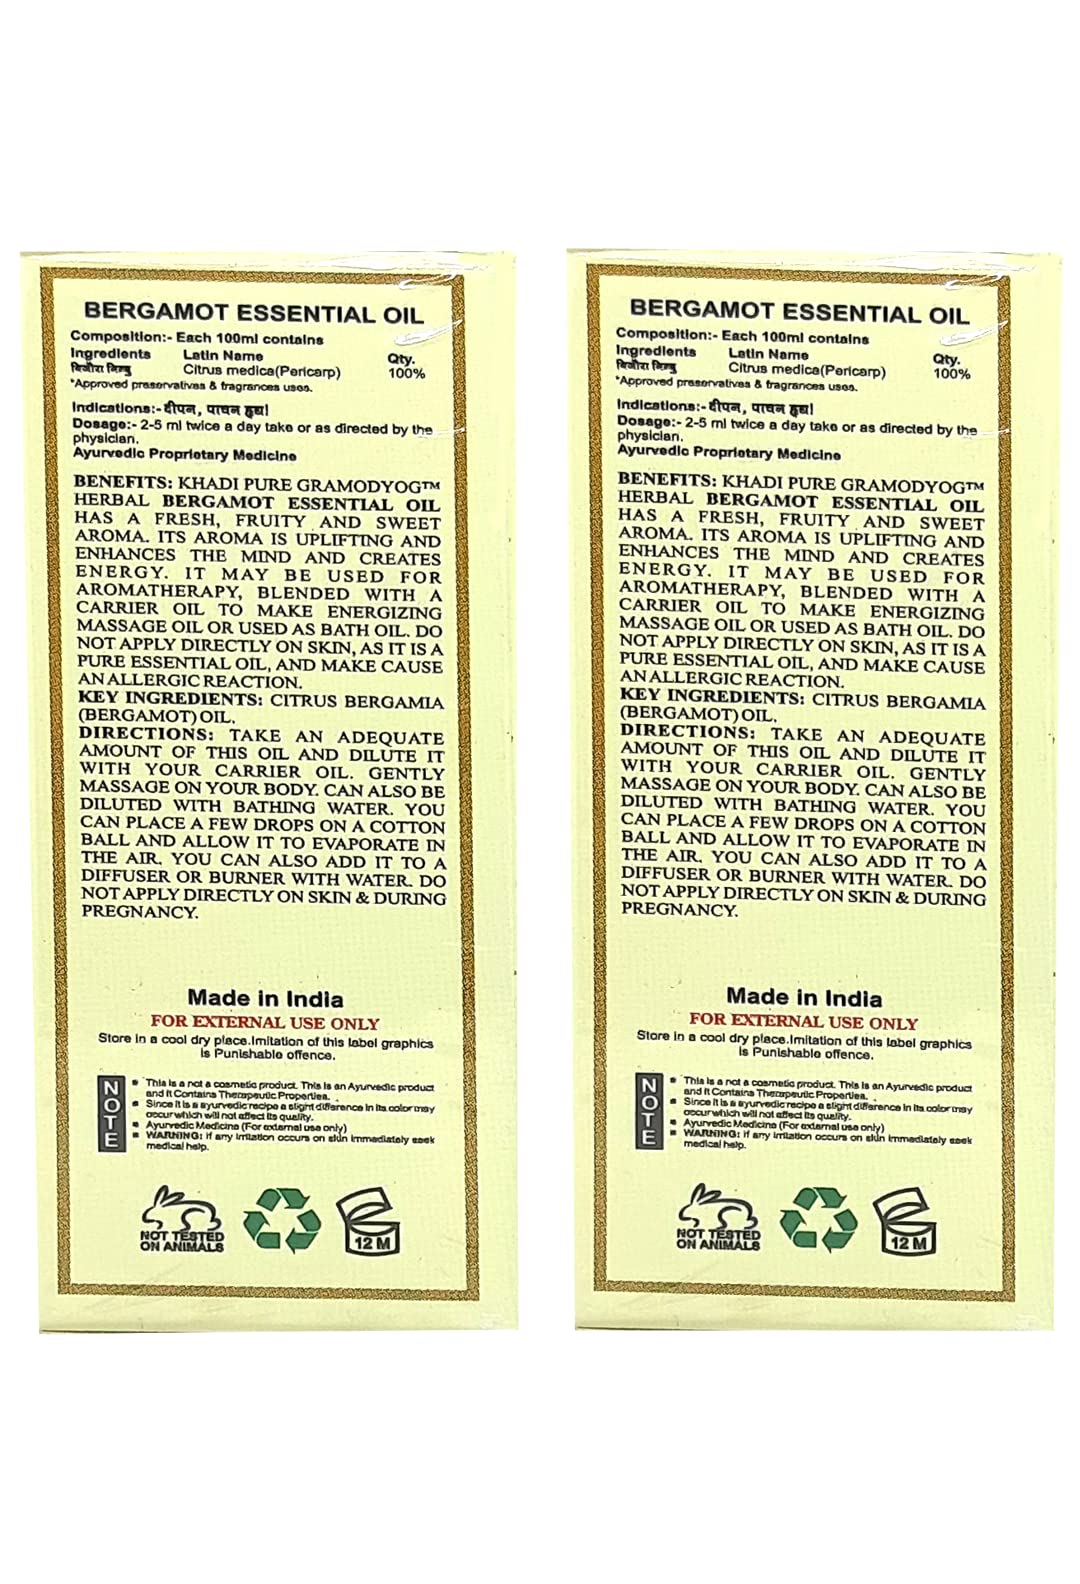 BERGAMOT ESSENTIAL OIL
Composition:- Each 100ml contains
Ingredients Latin Name Qty.
बिजौरा निम्बु Citrus medica(Pericarp) 100%
*Approved preservatives & fragrances uses.
Indications:- दीपन, पाचन हृद्य।
Dosage:- 2-5 ml twice a day take or as directed by the
physician.
Ayurvedic Proprietary Medicine
BENEFITS: KHADI PURE GRAMODYOG™
HERBAL BERGAMOT ESSENTIAL OIL
HAS A FRESH, FRUITY AND SWEET
AROMA. ITS AROMA IS UPLIFTING AND
ENHANCES THE MIND AND CREATES
ENERGY. IT MAY BE USED FOR
AROMATHERAPY, BLENDED WITH A
CARRIER OIL TO MAKE ENERGIZING
MASSAGE OIL OR USED AS BATH OIL. DO
NOT APPLY DIRECTLY ON SKIN, AS IT IS A
PURE ESSENTIAL OIL, AND MAKE CAUSE
AN ALLERGIC REACTION.
KEY INGREDIENTS: CITRUS BERGAMIA
(BERGAMOT) OIL.
DIRECTIONS: TAKE AN ADEQUATE
AMOUNT OF THIS OIL AND DILUTE IT
WITH YOUR CARRIER OIL. GENTLY
MASSAGE ON YOUR BODY. CAN ALSO BE
DILUTED WITH BATHING WATER. YOU
CAN PLACE A FEW DROPS ON A COTTON
BALL AND ALLOW IT TO EVAPORATE IN
THE AIR. YOU CAN ALSO ADD IT TO A
DIFFUSER OR BURNER WITH WATER. DO
NOT APPLY DIRECTLY ON SKIN & DURING
PREGNANCY.
Made in India
FOR EXTERNAL USE ONLY
Store in a cool dry place.Imitation of this label graphics
is Punishable offence.
NOTE
This is a not a cosmetic product. This is an Ayurvedic product
and it Contains Therapeutic Properties.
Since it is a ayurvedic recipe a slight difference in its color may
occur which will not affect its quality.
Ayurvedic Medicine (For external use only)
WARNING: If any irritation occurs on skin immediately seek
medical help.
NOT TESTED
ON ANIMALS
12 M
BERGAMOT ESSENTIAL OIL
Composition:- Each 100ml contains
Ingredients Latin Name Qty.
बिजौरा निम्बु Citrus medica(Pericarp) 100%
*Approved preservatives & fragrances uses.
Indications:- दीपन, पाचन हृद्य।
Dosage:- 2-5 ml twice a day take or as directed by the
physician.
Ayurvedic Proprietary Medicine
BENEFITS: KHADI PURE GRAMODYOG™
HERBAL BERGAMOT ESSENTIAL OIL
HAS A FRESH, FRUITY AND SWEET
AROMA. ITS AROMA IS UPLIFTING AND
ENHANCES THE MIND AND CREATES
ENERGY. IT MAY BE USED FOR
AROMATHERAPY, BLENDED WITH A
CARRIER OIL TO MAKE ENERGIZING
MASSAGE OIL OR USED AS BATH OIL. DO
NOT APPLY DIRECTLY ON SKIN, AS IT IS A
PURE ESSENTIAL OIL, AND MAKE CAUSE
AN ALLERGIC REACTION.
KEY INGREDIENTS: CITRUS BERGAMIA
(BERGAMOT) OIL.
DIRECTIONS: TAKE AN ADEQUATE
AMOUNT OF THIS OIL AND DILUTE IT
WITH YOUR CARRIER OIL. GENTLY
MASSAGE ON YOUR BODY. CAN ALSO BE
DILUTED WITH BATHING WATER. YOU
CAN PLACE A FEW DROPS ON A COTTON
BALL AND ALLOW IT TO EVAPORATE IN
THE AIR. YOU CAN ALSO ADD IT TO A
DIFFUSER OR BURNER WITH WATER. DO
NOT APPLY DIRECTLY ON SKIN & DURING
PREGNANCY.
Made in India
FOR EXTERNAL USE ONLY
Store in a cool dry place.Imitation of this label graphics
is Punishable offence.
NOTE
This is a not a cosmetic product. This is an Ayurvedic product
and it Contains Therapeutic Properties.
Since it is a ayurvedic recipe a slight difference in its color may
occur which will not affect its quality.
Ayurvedic Medicine (For external use only)
WARNING: If any irritation occurs on skin immediately seek
medical help.
NOT TESTED
ON ANIMALS
12 M